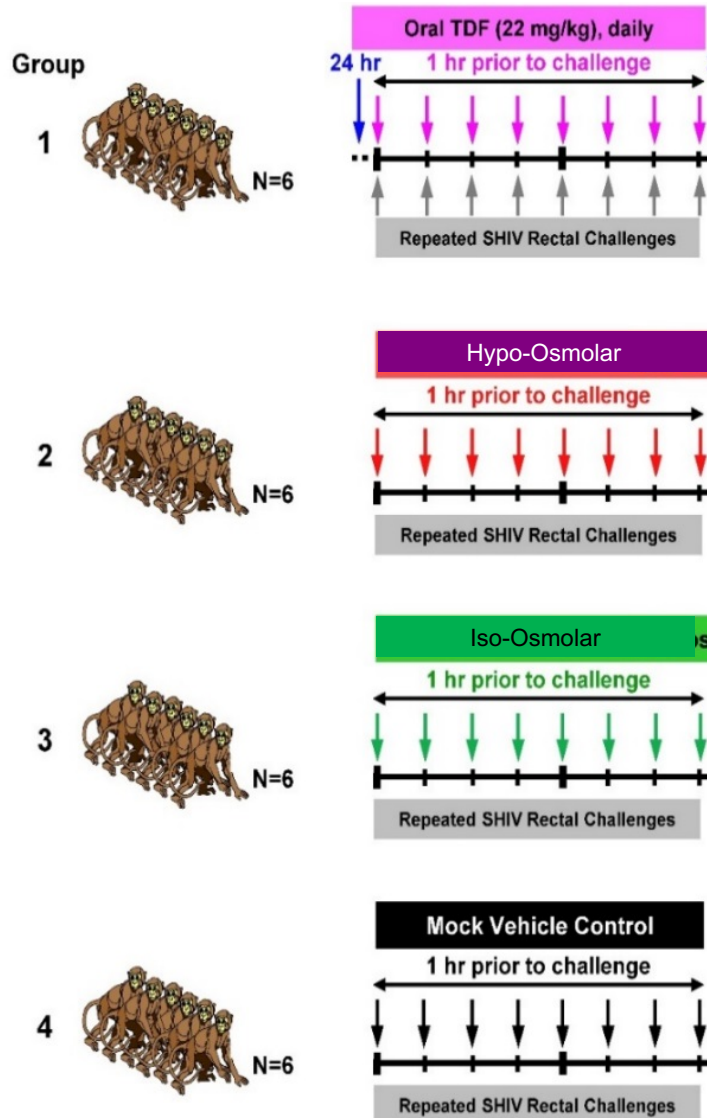 Group
Oral TDF (22 mg/kg), daily
24 hr
1 hr prior to challenge
1
N=6
Repeated SHIV Rectal Challenges
Hypo-Osmolar
1 hr prior to challenge
2
N=6
Repeated SHIV Rectal Challenges
Iso-Osmolar
1 hr prior to challenge
3
N=6
Repeated SHIV Rectal Challenges
Mock Vehicle Control
1 hr prior to challenge
4
N=6
Repeated SHIV Rectal Challenges